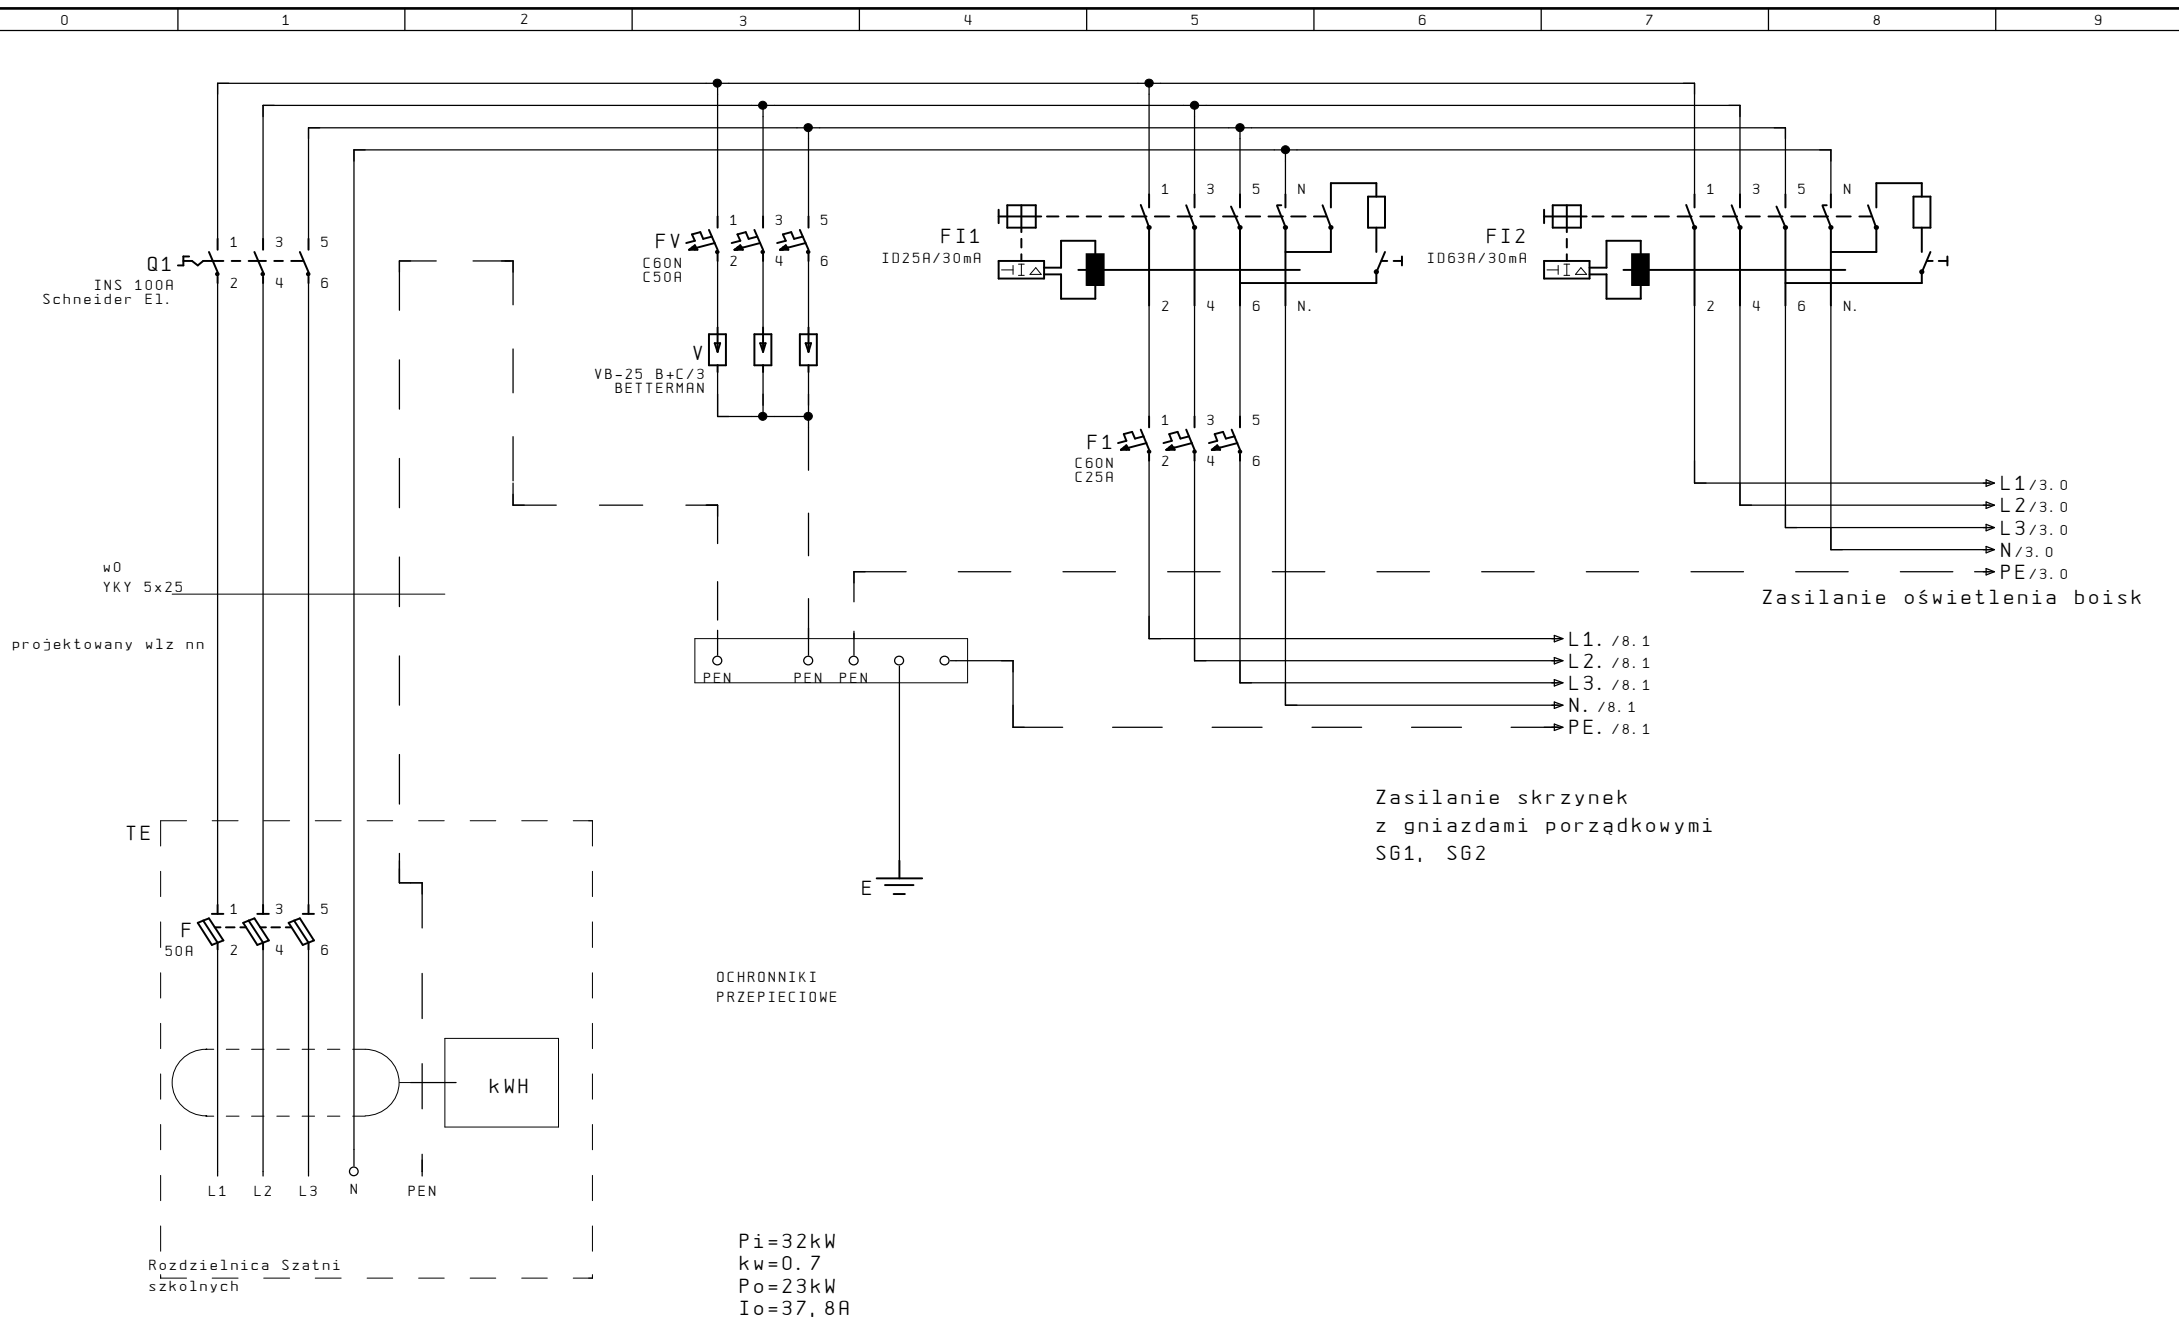 0 1 2 3 4 5 6 7 8 9
1 3 5 N
1 3 5 N
1 3 5
FV
C60N
C50A
2 4 6
FI1
ID25A/30mA
FI2
ID63A/30mA
1 3 5
Q1
INS 100A
Schneider El.
2 4 6
2 4 6 N.
2 4 6 N.
V
VB-25 B+C/3
BETTERMAN
1 3 5
F1
C60N
C25A
2 4 6
L1/3.0
L2/3.0
L3/3.0
N/3.0
PE/3.0
Zasilanie oświetlenia boisk
w0
YKY 5x25
projektowany wlz nn
PEN PEN PEN
L1. /8.1
L2. /8.1
L3. /8.1
N. /8.1
PE. /8.1
Zasilanie skrzynek
z gniazdami porządkowymi
SG1, SG2
TE
E
1 3 5
F
50A
2 4 6
OCHRONNIKI
PRZEPIECIOWE
kWH
L1 L2 L3 N PEN
Rozdzielnica Szatni
szkolnych
Pi=32kW
kw=0.7
Po=23kW
Io=37,8A